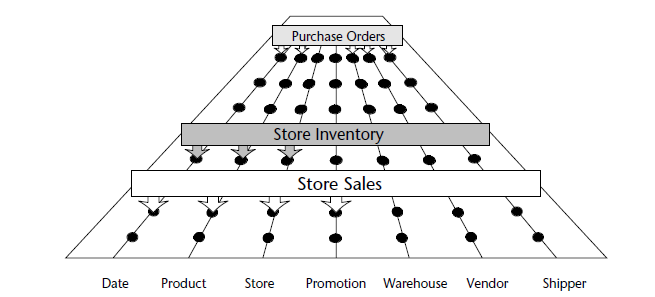 Purchase Orders
Store Inventory
Store Sales
Date Product Store Promotion Warehouse Vendor Shipper